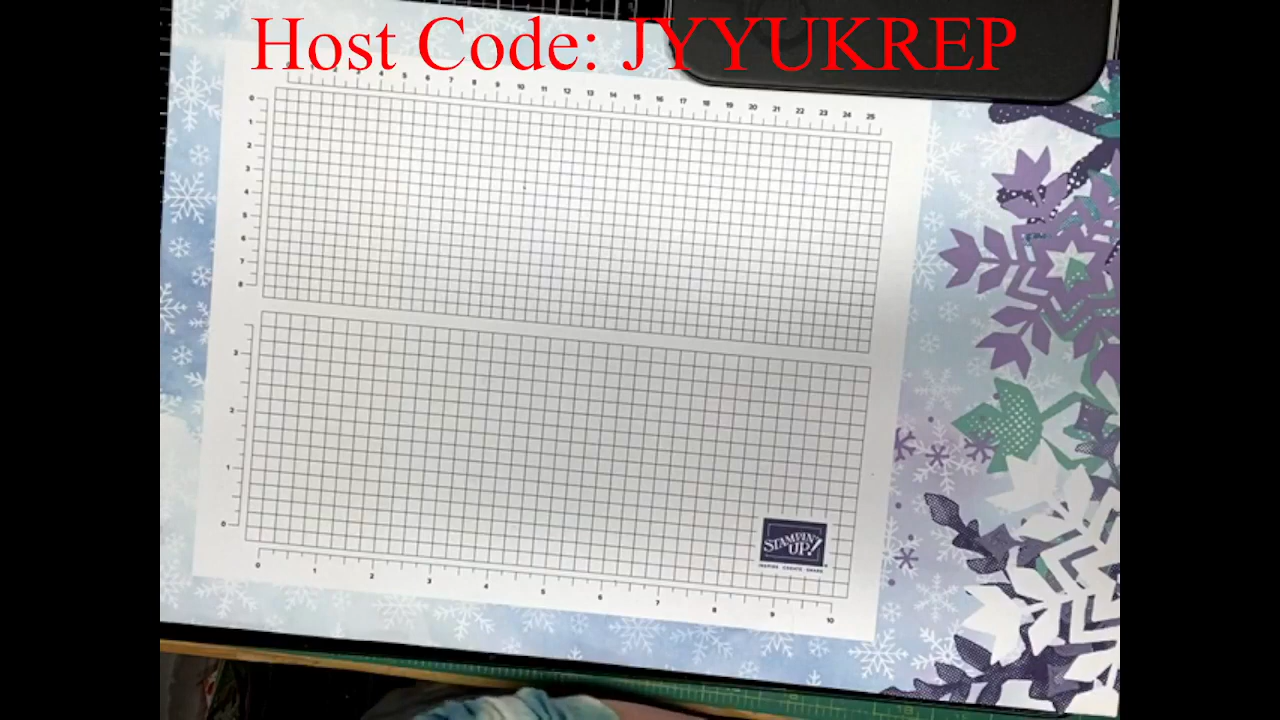 Host Code: JYYUKREP
0 1 2 3 4 5 6 7 8 9 10 11 12 13 14 15 16 17 18 19 20 21 22 23 24 25
0
1
2
3
4
5
6
7
8
3
2
1
0
STAMPIN'
UP!
INSPIRE CREATE SHARE
0 1 2 3 4 5 6 7 8 9 10